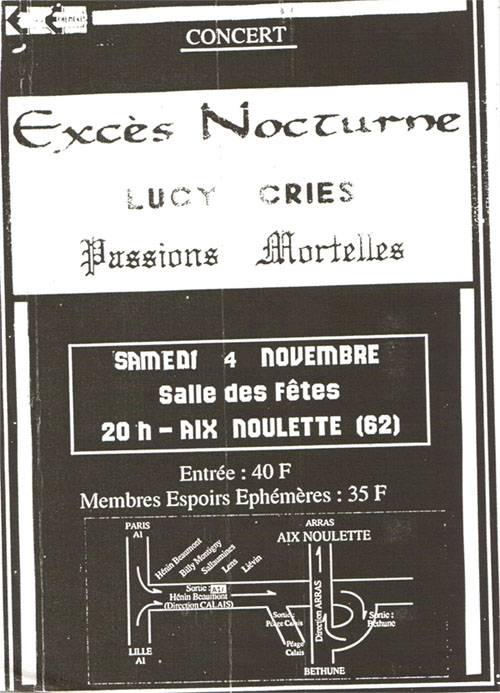 CONCERT
Excès Nocturne
LUCY CRIES
Passions Mortelles
SAMEDI 4 NOVEMBRE
Salle des Fêtes
20 h – AIX NOULETTE (62)
Entrée : 40 F
Membres Espoirs Ephémères : 35 F
PARIS
A1
Hénin Beaumont
Billy Montigny
Sallaumines
Lens
Liévin
ARRAS
AIX NOULETTE
Sortie :
Hénin Beaumont
(Direction CALAIS)
Direction ARRAS
Sortie :
Péage Calais
Sortie :
Béthune
Péage
Calais
LILLE
A1
BETHUNE